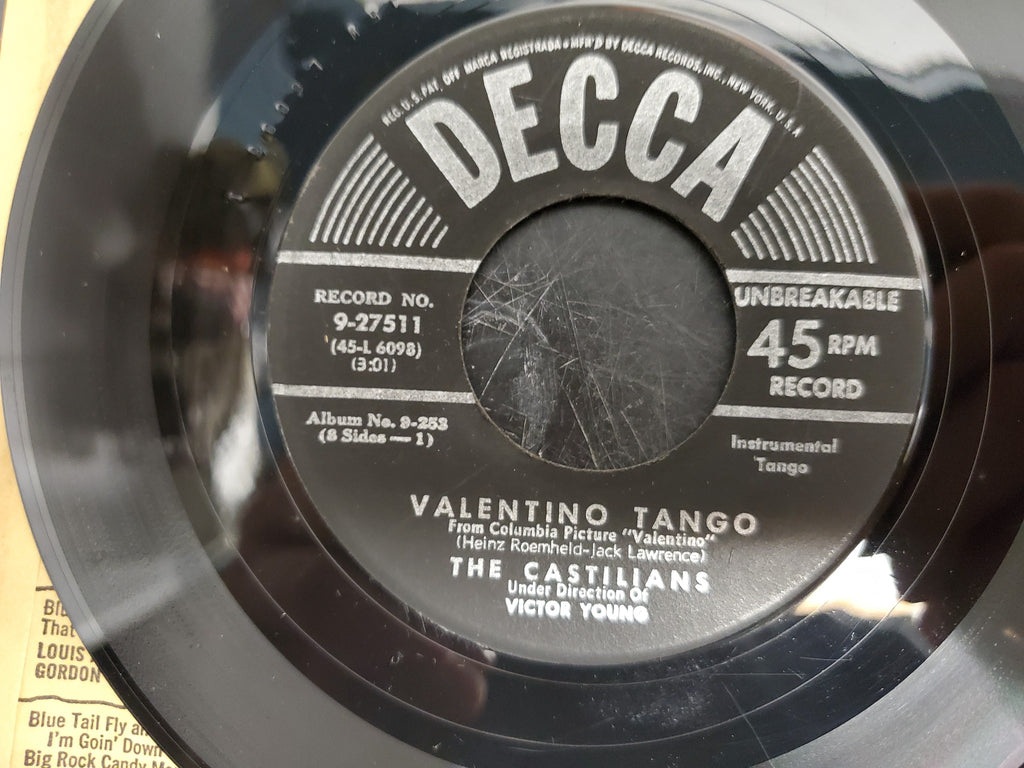 REG. U.S. PAT. OFF. MARCA REGISTRADA • MF'D BY DECCA RECORDS, INC., NEW YORK, U.S.A.
DECCA
RECORD NO.
9-27511
(45-L 6098)
(3:01)
UNBREAKABLE
45 RPM
RECORD
Album No. 9-253
(8 Sides — 1)
Instrumental
Tango
VALENTINO TANGO
From Columbia Picture "Valentino"
(Heinz Roemheld-Jack Lawrence)
THE CASTILIANS
Under Direction Of
VICTOR YOUNG
That
LOUIS
GORDON
Blue Tail Fly
I'm Goin' Down
Big Rock Candy